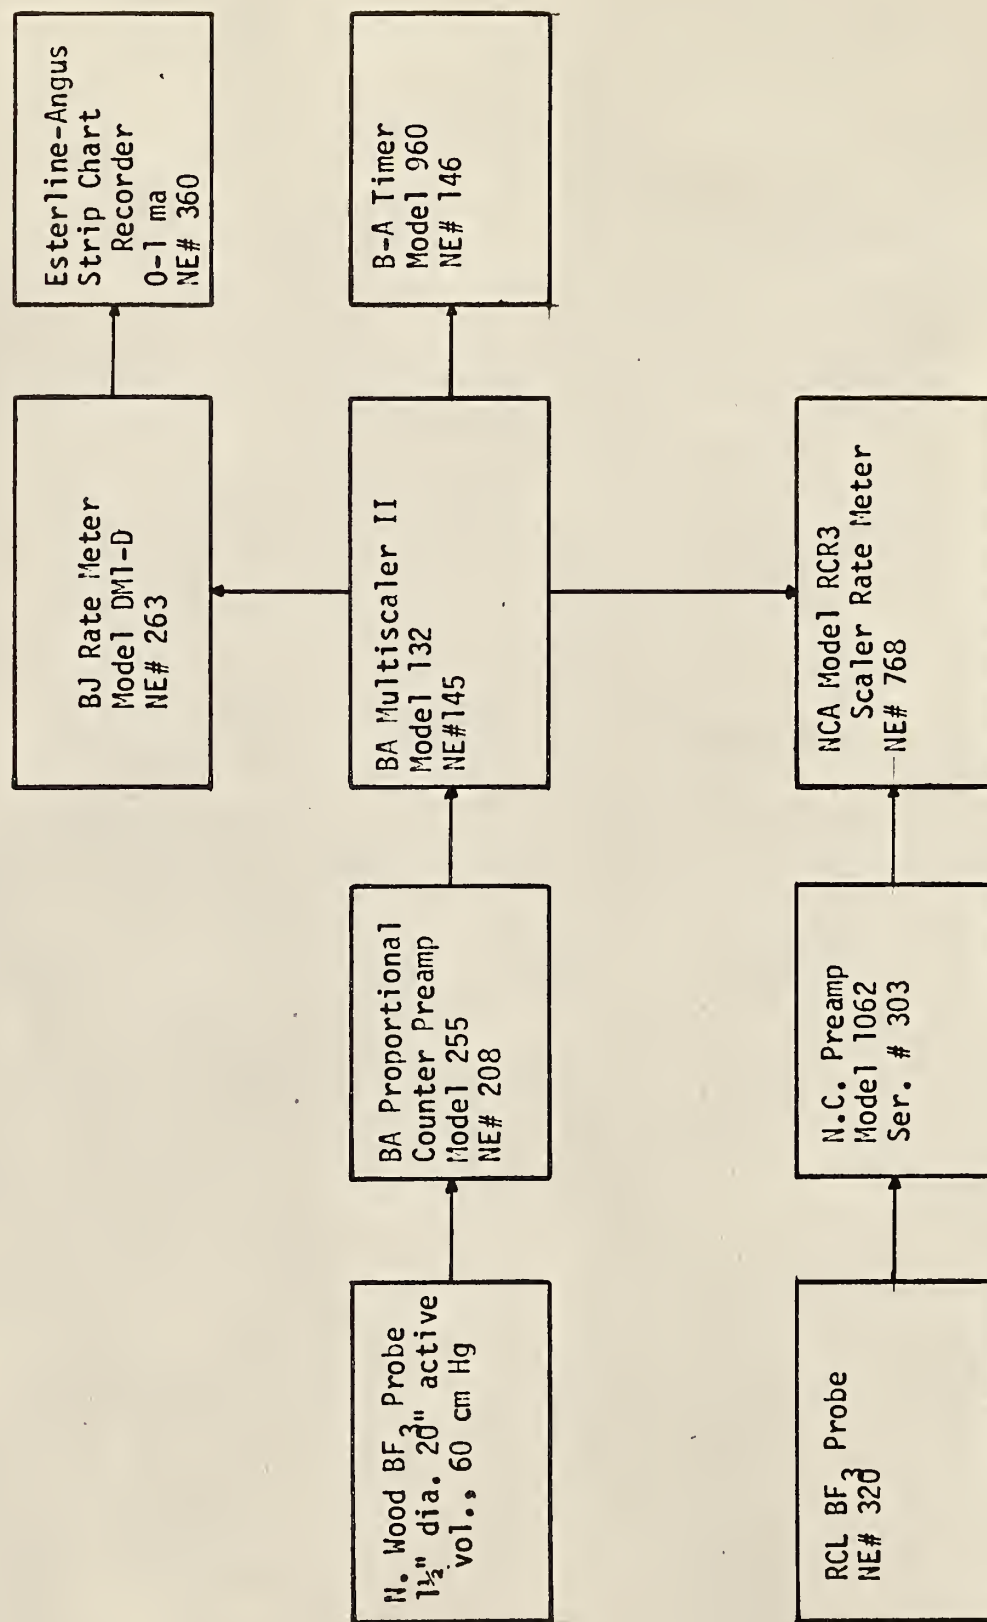 BJ Rate Meter
Model DM1-D
NE# 263
Esterline-Angus
Strip Chart
Recorder
0-1 ma
NE# 360
N. Wood BF₃ Probe
1½" dia. 20" active
vol., 60 cm Hg
BA Proportional
Counter Preamp
Model 255
NE# 208
BA Multiscaler II
Model 132
NE#145
B-A Timer
Model 960
NE# 146
RCL BF₃ Probe
NE# 320
N.C. Preamp
Model 1062
Ser. # 303
NCA Model RCR3
Scaler Rate Meter
NE# 768